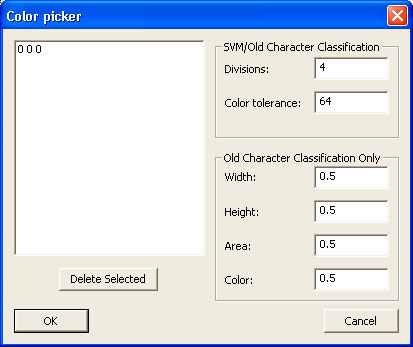 Color picker
0 0 0
SVM/Old Character Classification
Divisions: 4
Color tolerance: 64
Old Character Classification Only
Width: 0.5
Height: 0.5
Area: 0.5
Color: 0.5
Delete Selected
OK
Cancel